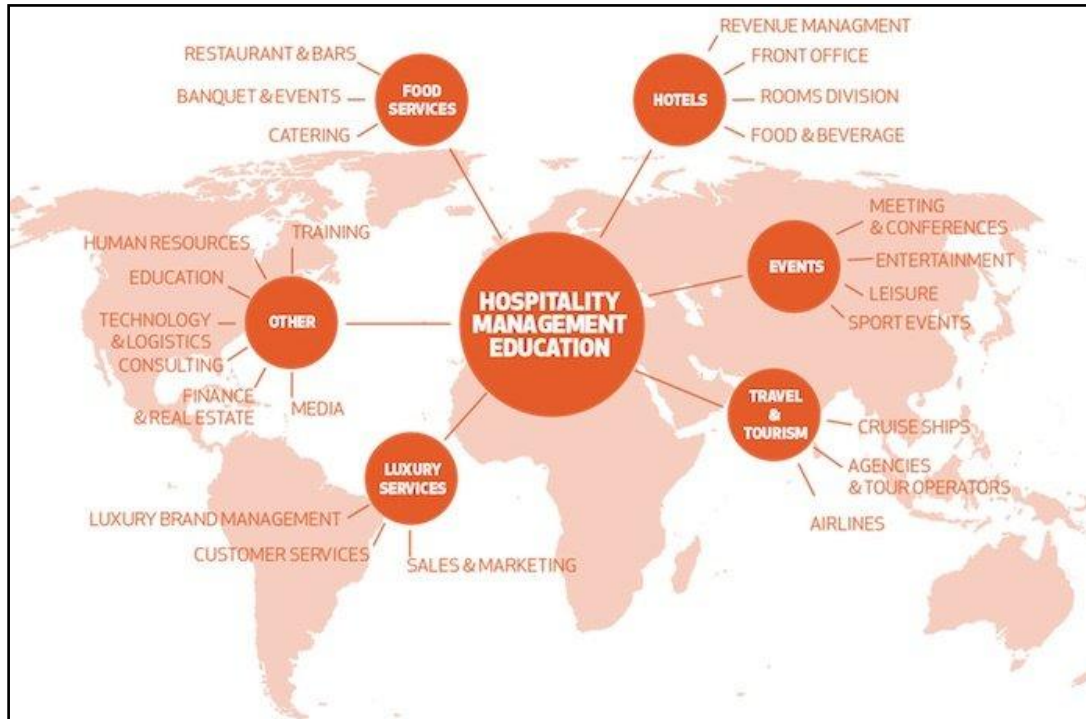 RESTAURANT & BARS
BANQUET & EVENTS
CATERING
FOOD
SERVICES
REVENUE MANAGMENT
FRONT OFFICE
ROOMS DIVISION
FOOD & BEVERAGE
HOTELS
MEETING
& CONFERENCES
ENTERTAINMENT
LEISURE
SPORT EVENTS
EVENTS
HUMAN RESOURCES
TRAINING
EDUCATION
TECHNOLOGY
& LOGISTICS
CONSULTING
FINANCE
& REAL ESTATE
MEDIA
OTHER
HOSPITALITY
MANAGEMENT
EDUCATION
TRAVEL
&
TOURISM
CRUISE SHIPS
AGENCIES
& TOUR OPERATORS
AIRLINES
LUXURY
SERVICES
LUXURY BRAND MANAGEMENT
CUSTOMER SERVICES
SALES & MARKETING